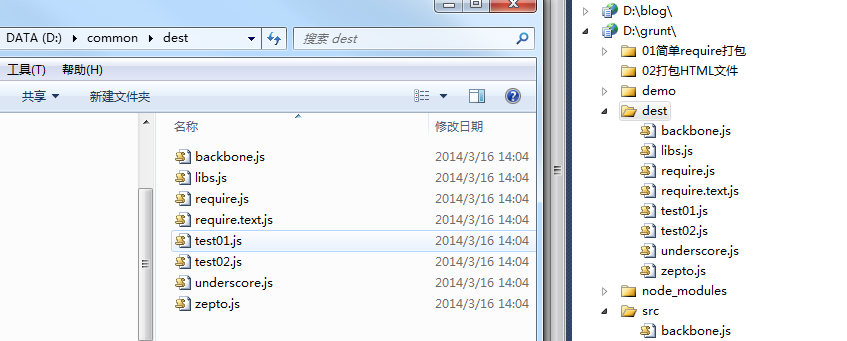 DATA (D:) common dest
搜索 dest
工具(T) 帮助(H)
共享 新建文件夹
名称 修改日期
backbone.js 2014/3/16 14:04
libs.js 2014/3/16 14:04
require.js 2014/3/16 14:04
require.text.js 2014/3/16 14:04
test01.js 2014/3/16 14:04
test02.js 2014/3/16 14:04
underscore.js 2014/3/16 14:04
zepto.js 2014/3/16 14:04
D:\blog\
D:\grunt\
01简单require打包
02打包HTML文件
demo
dest
backbone.js
libs.js
require.js
require.text.js
test01.js
test02.js
underscore.js
zepto.js
node_modules
src
backbone.js